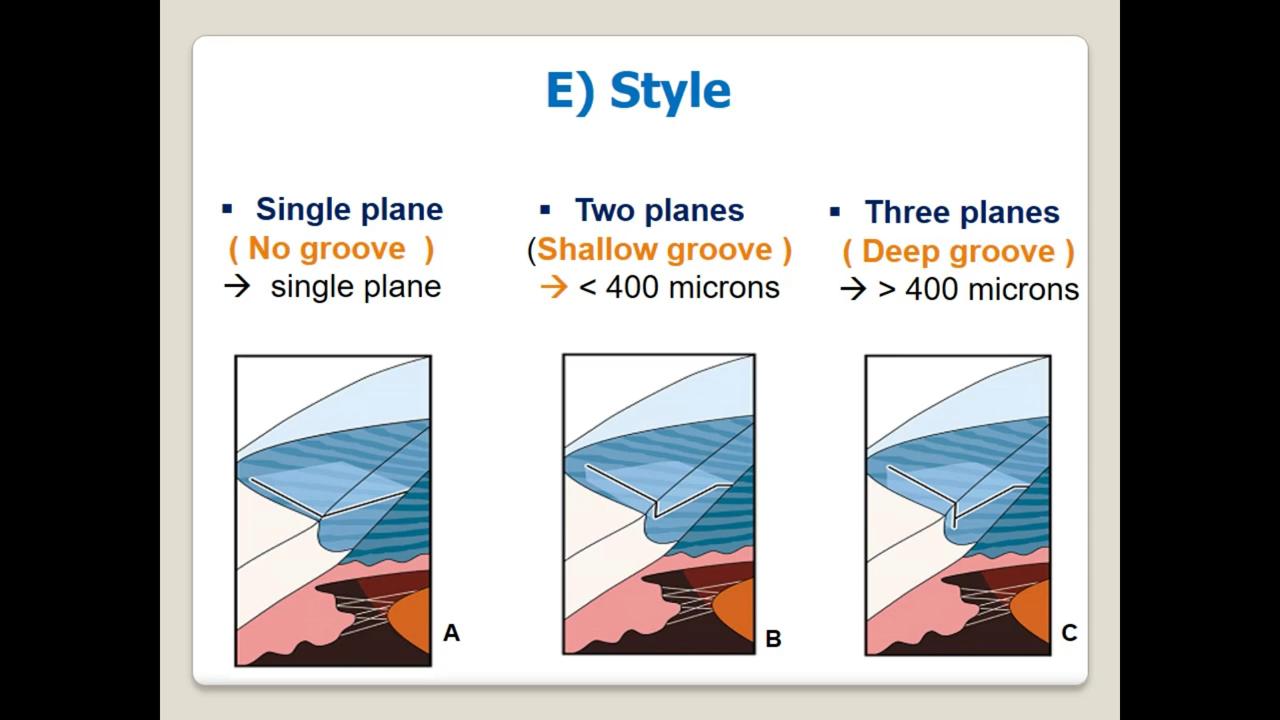 E) Style
▪ Single plane
( No groove )
→ single plane
▪ Two planes
(Shallow groove )
→ < 400 microns
▪ Three planes
( Deep groove )
→ > 400 microns
A
B
C